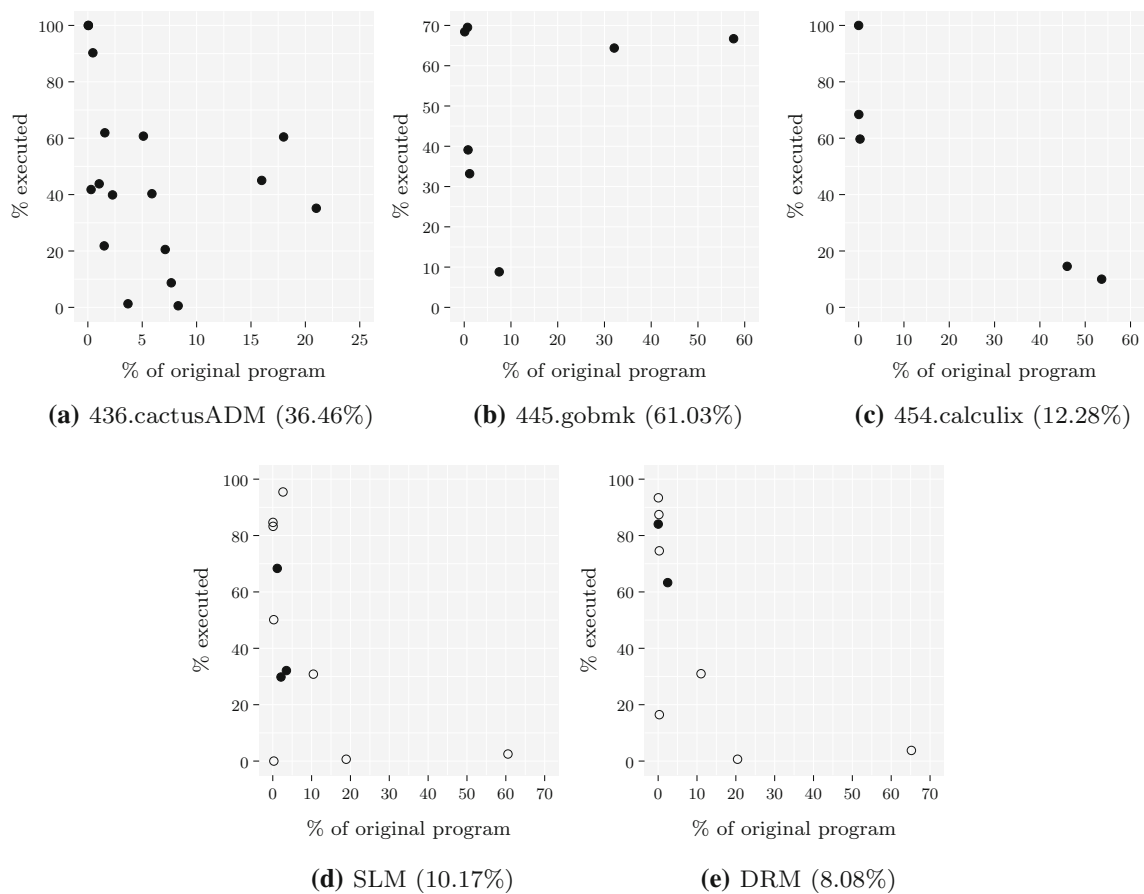 100
80
60
40
20
0
% executed
0 5 10 15 20 25
% of original program
(a) 436.cactusADM (36.46%)
70
60
50
40
30
20
10
0
% executed
0 10 20 30 40 50 60
% of original program
(b) 445.gobmk (61.03%)
100
80
60
40
20
0
% executed
0 10 20 30 40 50 60
% of original program
(c) 454.calculix (12.28%)
100
80
60
40
20
0
% executed
0 10 20 30 40 50 60 70
% of original program
(d) SLM (10.17%)
100
80
60
40
20
0
% executed
0 10 20 30 40 50 60 70
% of original program
(e) DRM (8.08%)